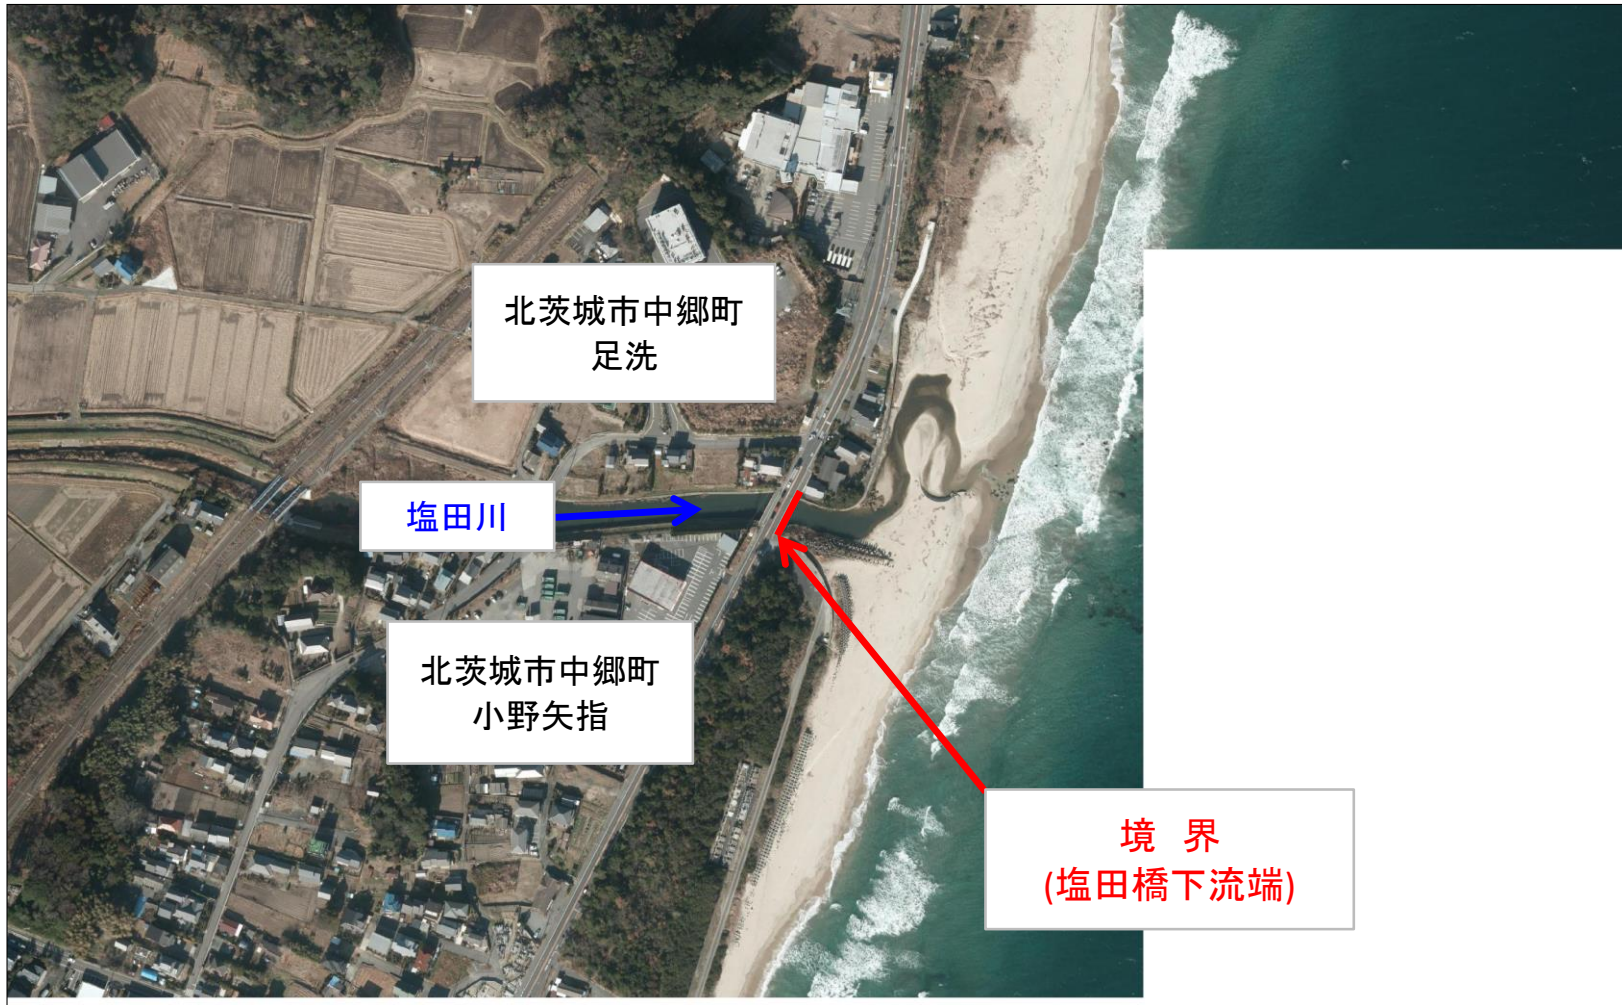 北茨城市中郷町
足洗
塩田川
北茨城市中郷町
小野矢指
境　界
(塩田橋下流端)